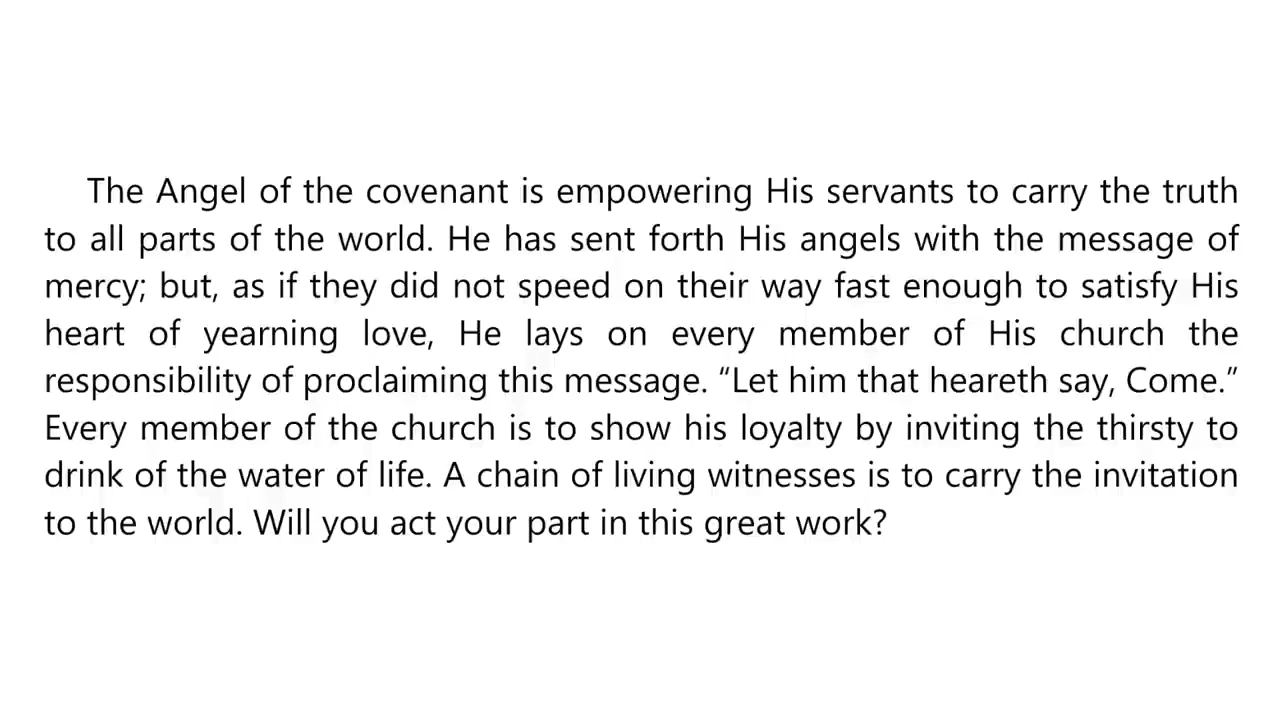 The Angel of the covenant is empowering His servants to carry the truth
to all parts of the world. He has sent forth His angels with the message of
mercy; but, as if they did not speed on their way fast enough to satisfy His
heart of yearning love, He lays on every member of His church the
responsibility of proclaiming this message. “Let him that heareth say, Come.”
Every member of the church is to show his loyalty by inviting the thirsty to
drink of the water of life. A chain of living witnesses is to carry the invitation
to the world. Will you act your part in this great work?